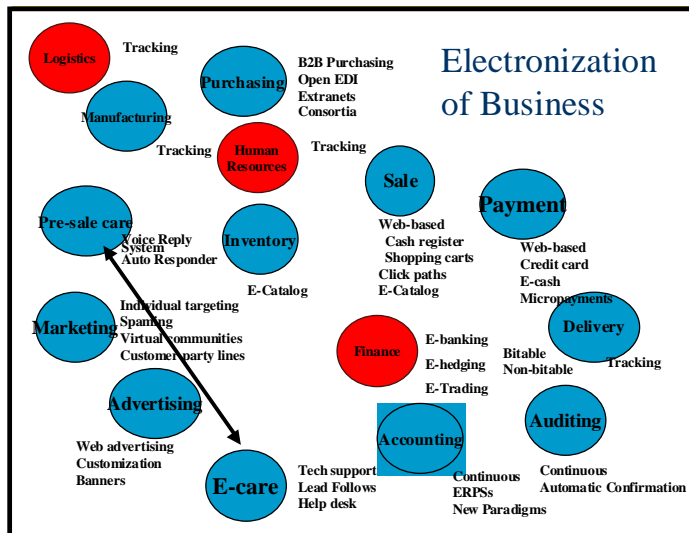 Electronization
of Business
Logistics
Tracking
Manufacturing
Tracking
Purchasing
B2B Purchasing
Open EDI
Extranets
Consortia
Human
Resources
Tracking
Sale
Web-based
Cash register
Shopping carts
Click paths
E-Catalog
Payment
Web-based
Credit card
E-cash
Micropayments
Pre-sale care
Voice Reply
System
Auto Responder
Inventory
E-Catalog
Marketing
Individual targeting
Spaming
Virtual communities
Customer party lines
Finance
E-banking
E-hedging
E-Trading
Delivery
Bitable
Non-bitable
Tracking
Advertising
Web advertising
Customization
Banners
E-care
Tech support
Lead Follows
Help desk
Accounting
Continuous
ERPSs
New Paradigms
Auditing
Continuous
Automatic Confirmation